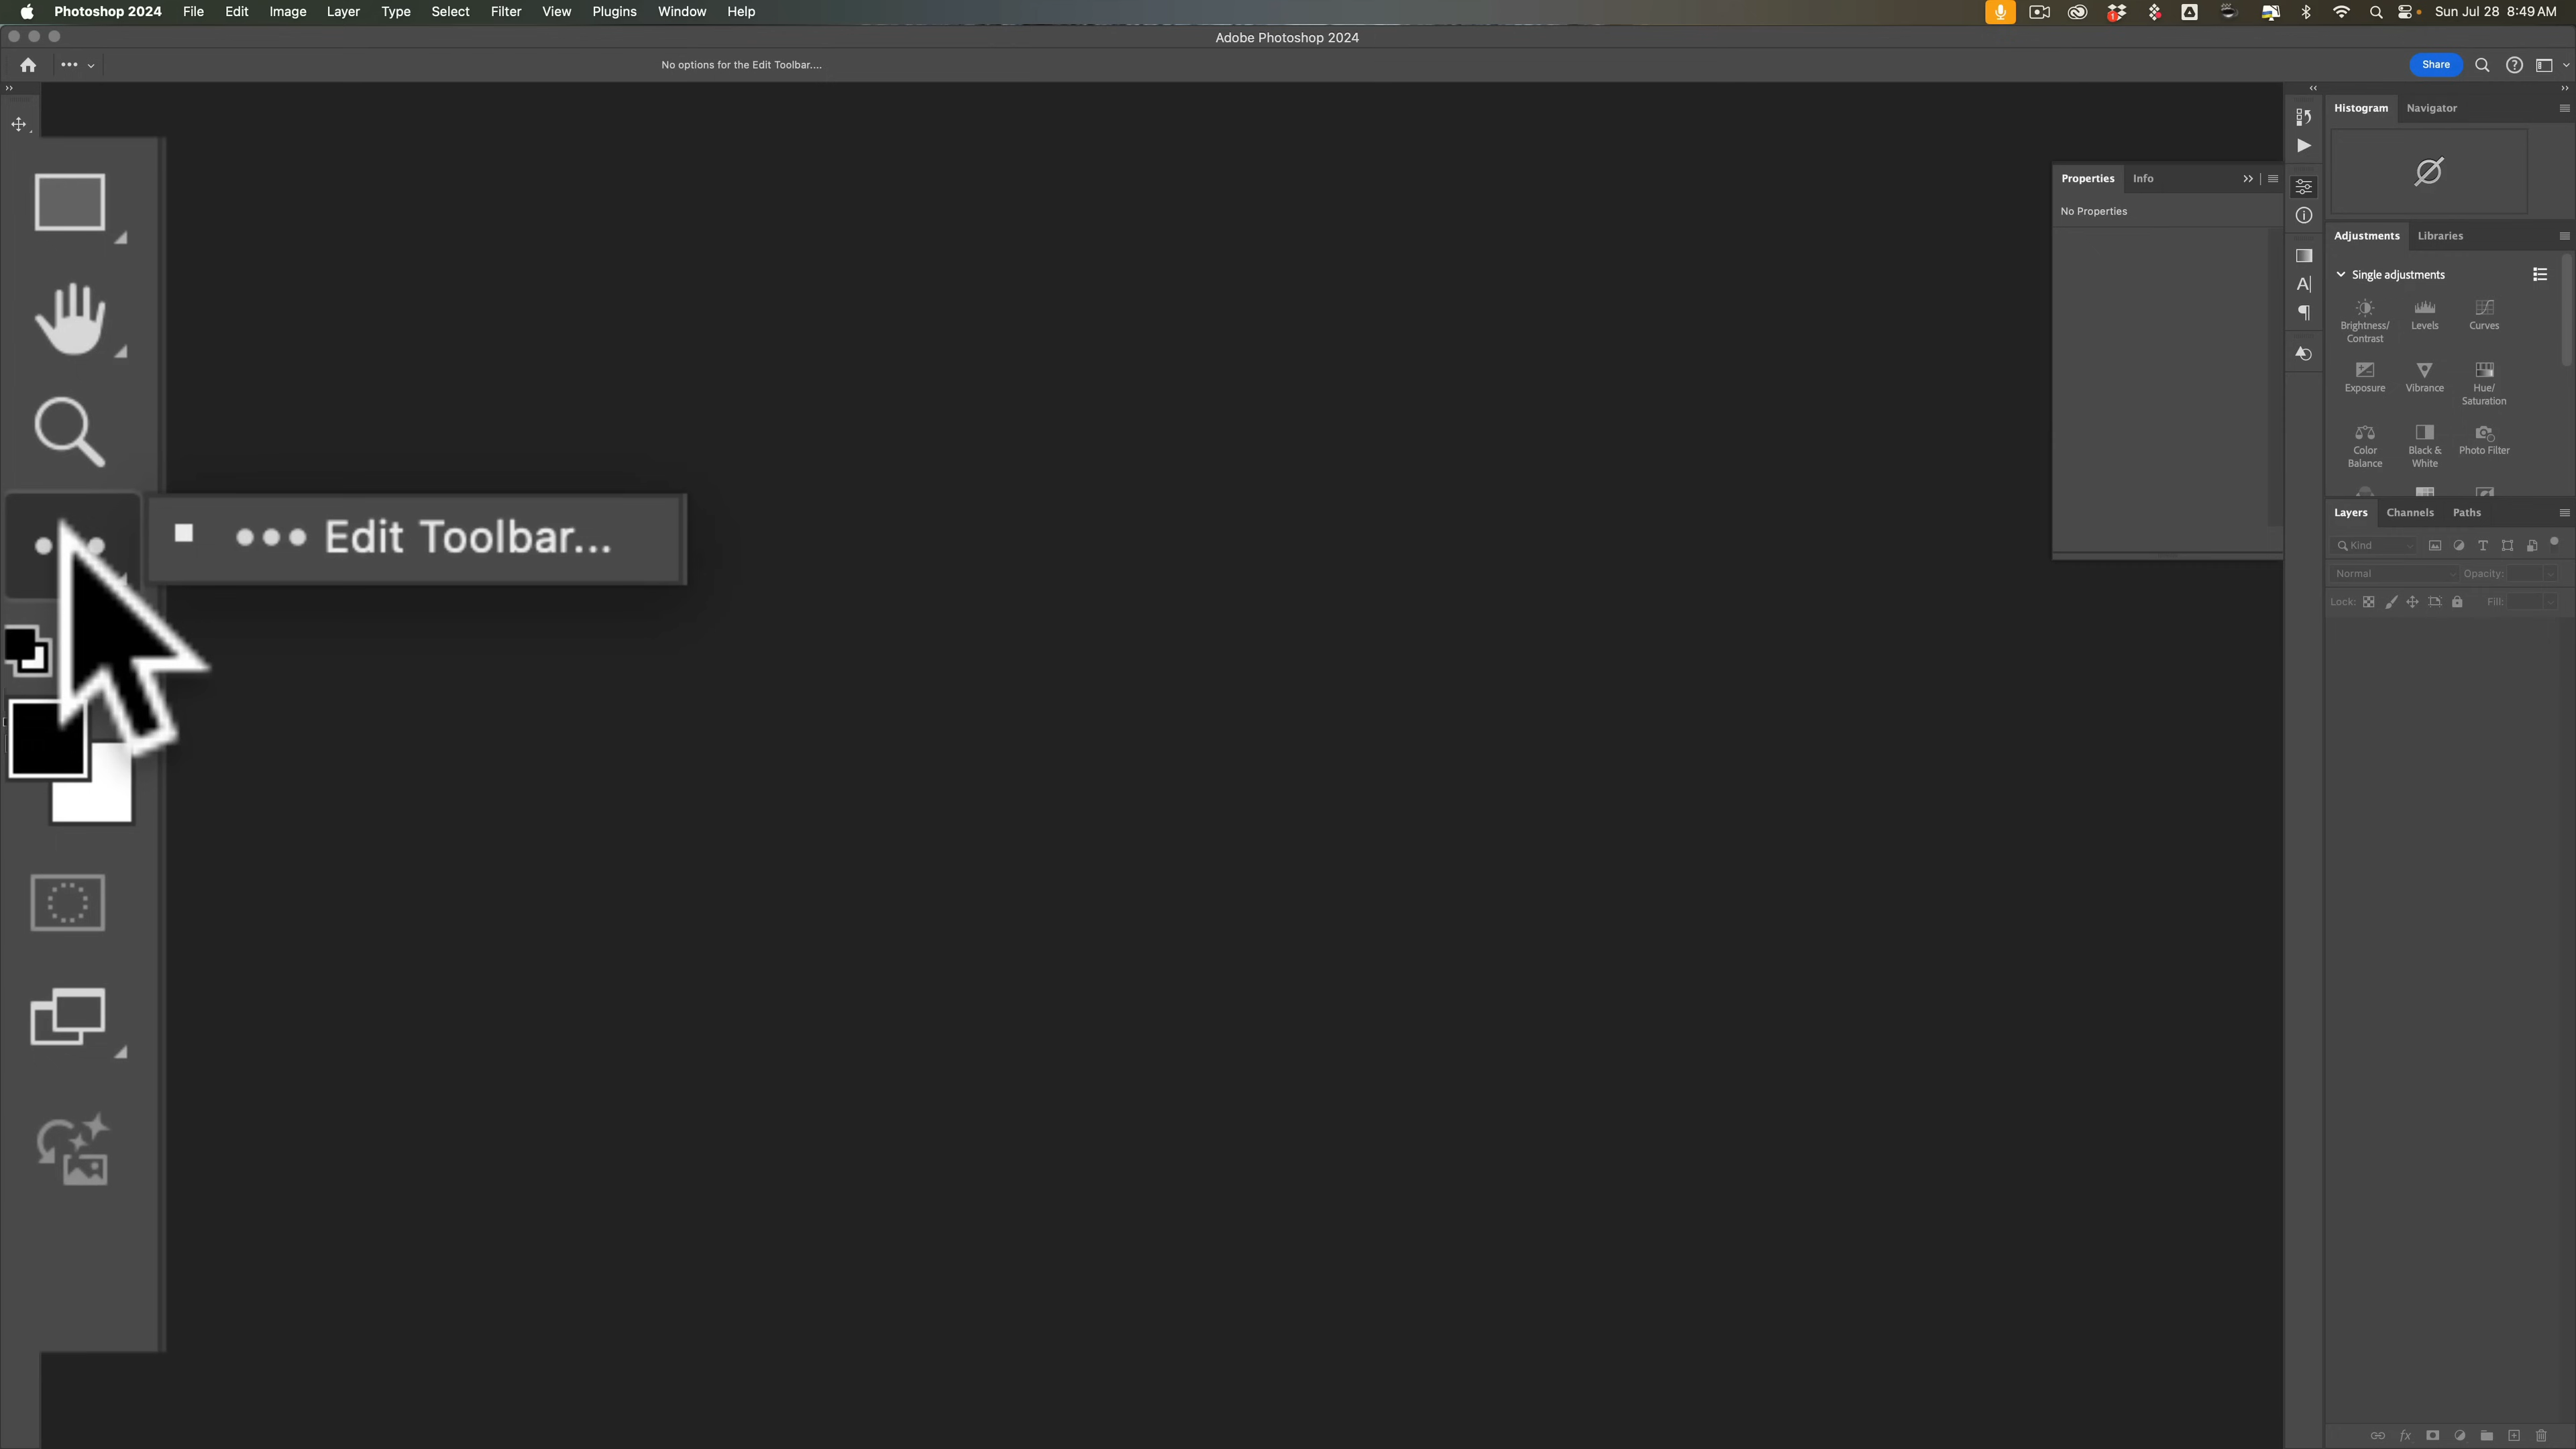 Photoshop 2024 File Edit Image Layer Type Select Filter View Plugins Window Help
1
Sun Jul 28 8:49 AM
Adobe Photoshop 2024
No options for the Edit Toolbar....
Share
Histogram Navigator
Properties Info
No Properties
Adjustments Libraries
Single adjustments
Brightness/
Contrast
Levels
Curves
Exposure
Vibrance
Hue/
Saturation
Color
Balance
Black &
White
Photo Filter
Edit Toolbar...
Layers Channels Paths
Kind
Normal Opacity:
Lock: Fill:
fx